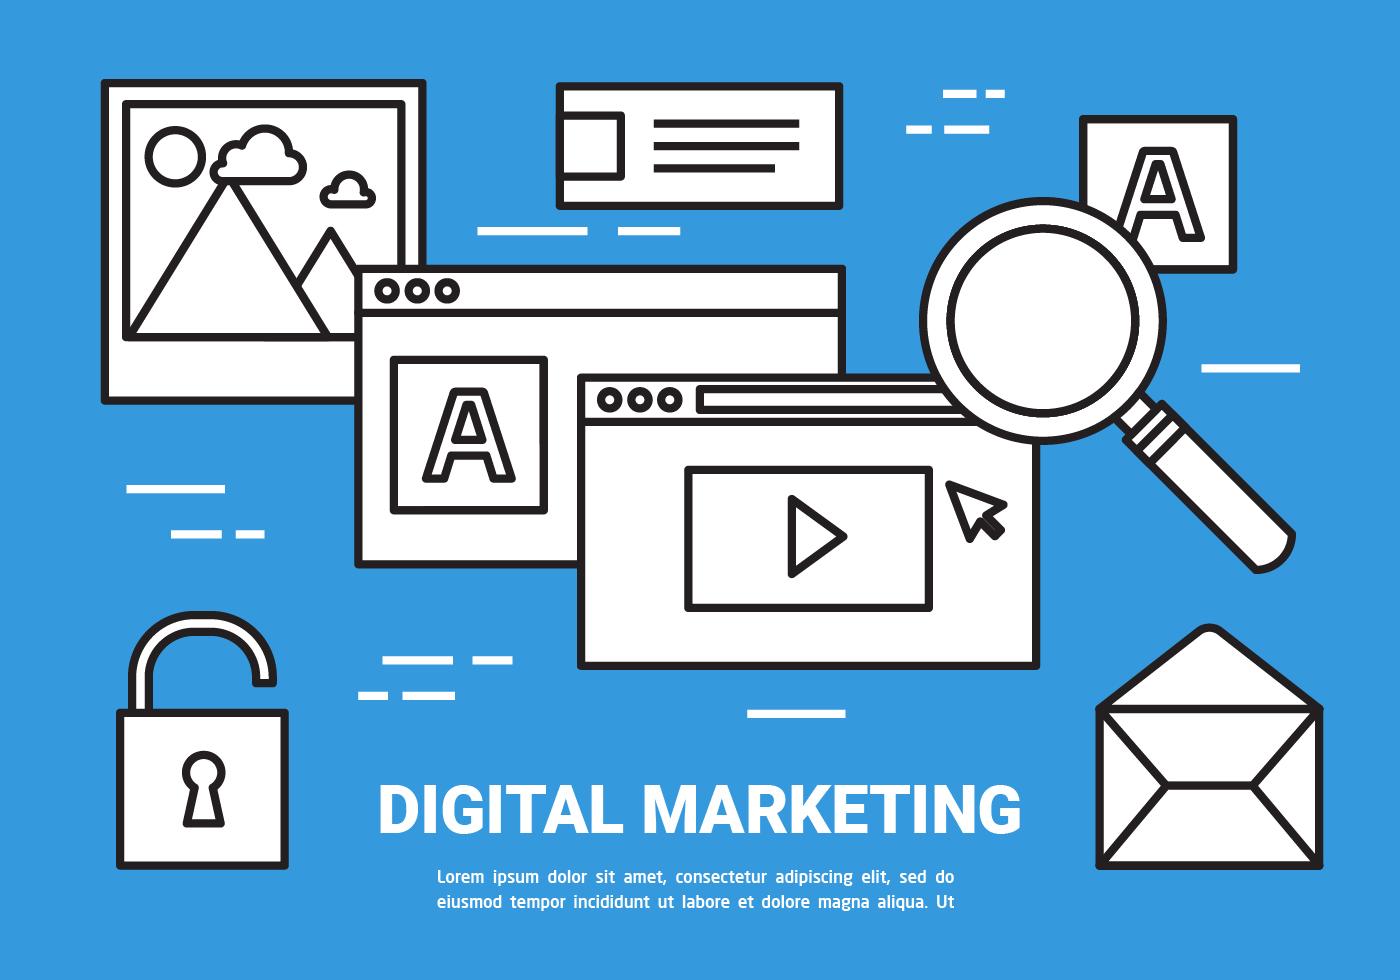 A
A
DIGITAL MARKETING
Lorem ipsum dolor sit amet, consectetur adipiscing elit, sed do
eiusmod tempor incididunt ut labore et dolore magna aliqua. Ut